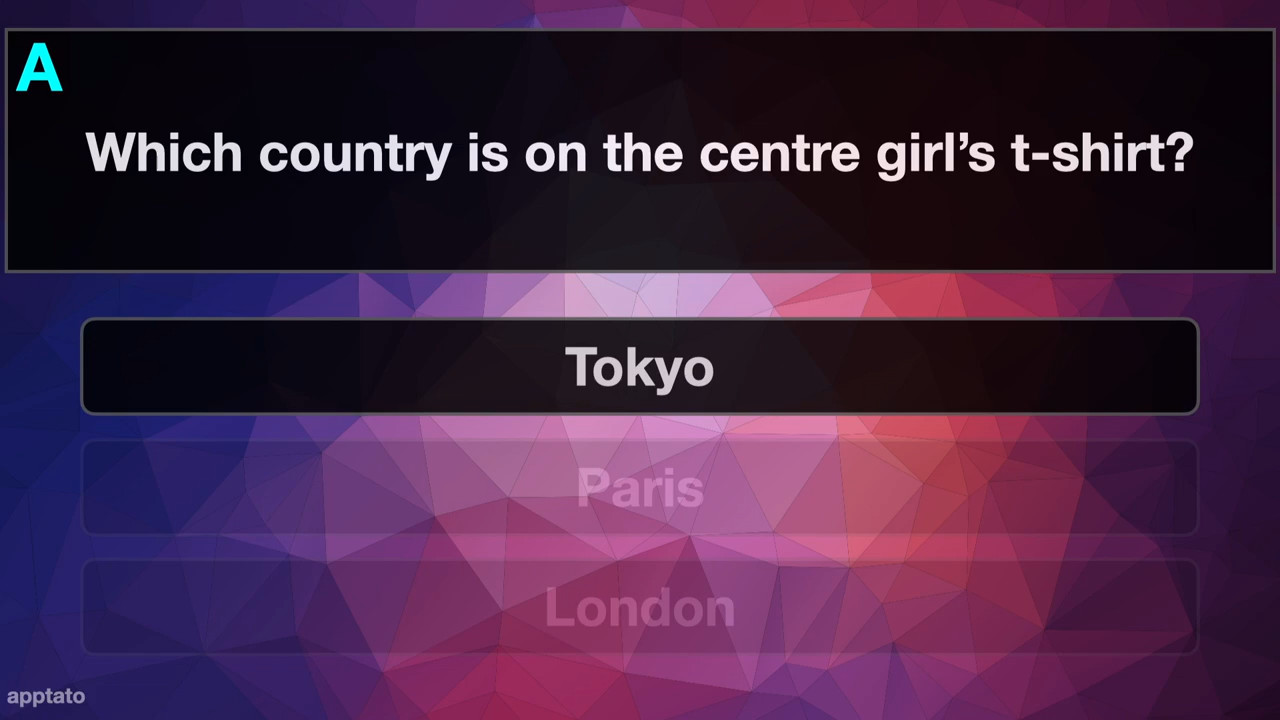 A
Which country is on the centre girl’s t-shirt?
Tokyo
Paris
London
apptato